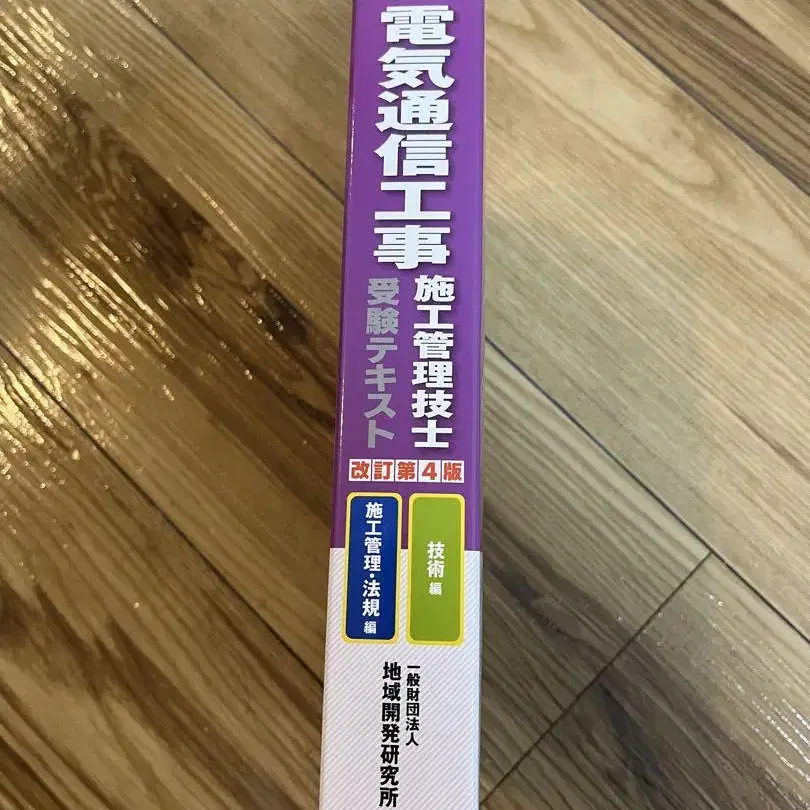 電気通信工事
施工管理技士
受験テキスト
改訂第4版
技術編
施工管理・法規編
一般財団法人
地域開発研究所